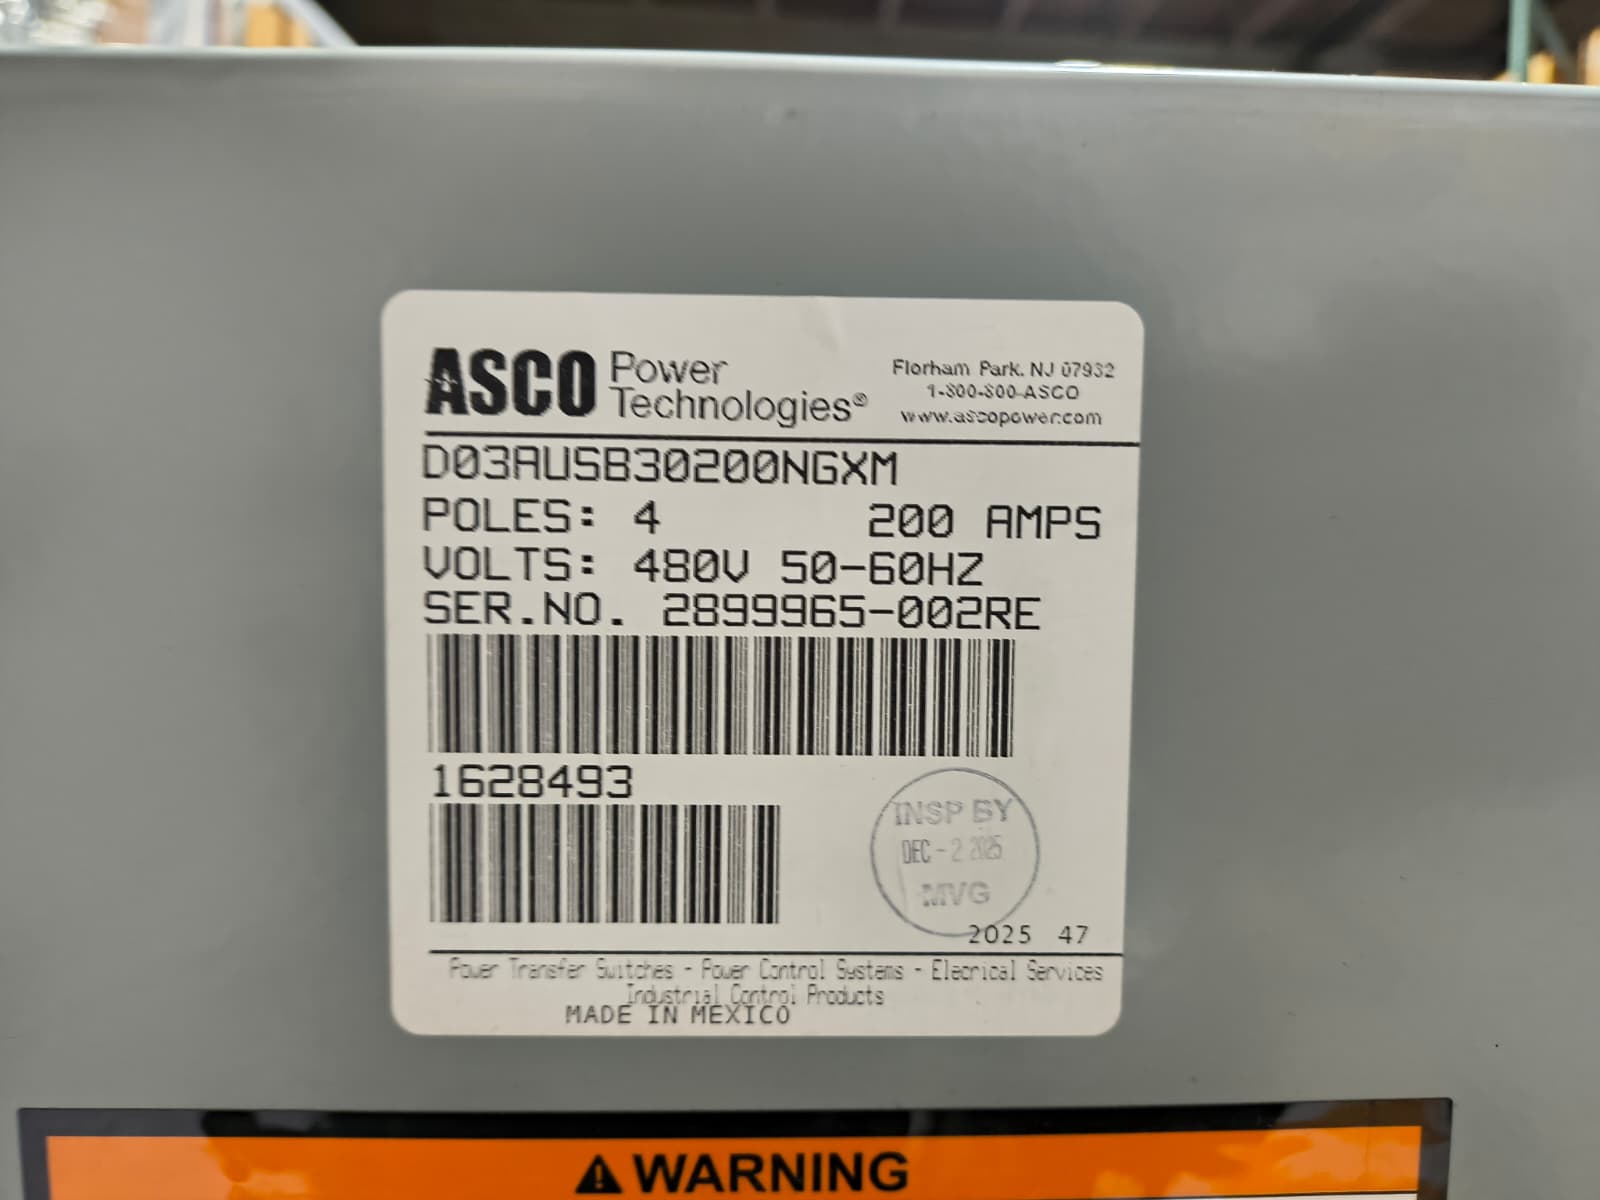 ASCO Power Technologies®
Florham Park, NJ 07932
1-800-800-ASCO
www.ascopower.com
D03AUSB30200NGXM
POLES: 4 200 AMPS
VOLTS: 480V 50-60HZ
SER.NO. 2899965-002RE
1628493
INSP BY
DEC - 2 2025
MVG
2025 47
Power Transfer Switches - Power Control Systems - Elecrical Services
Industrial Control Products
MADE IN MEXICO
WARNING